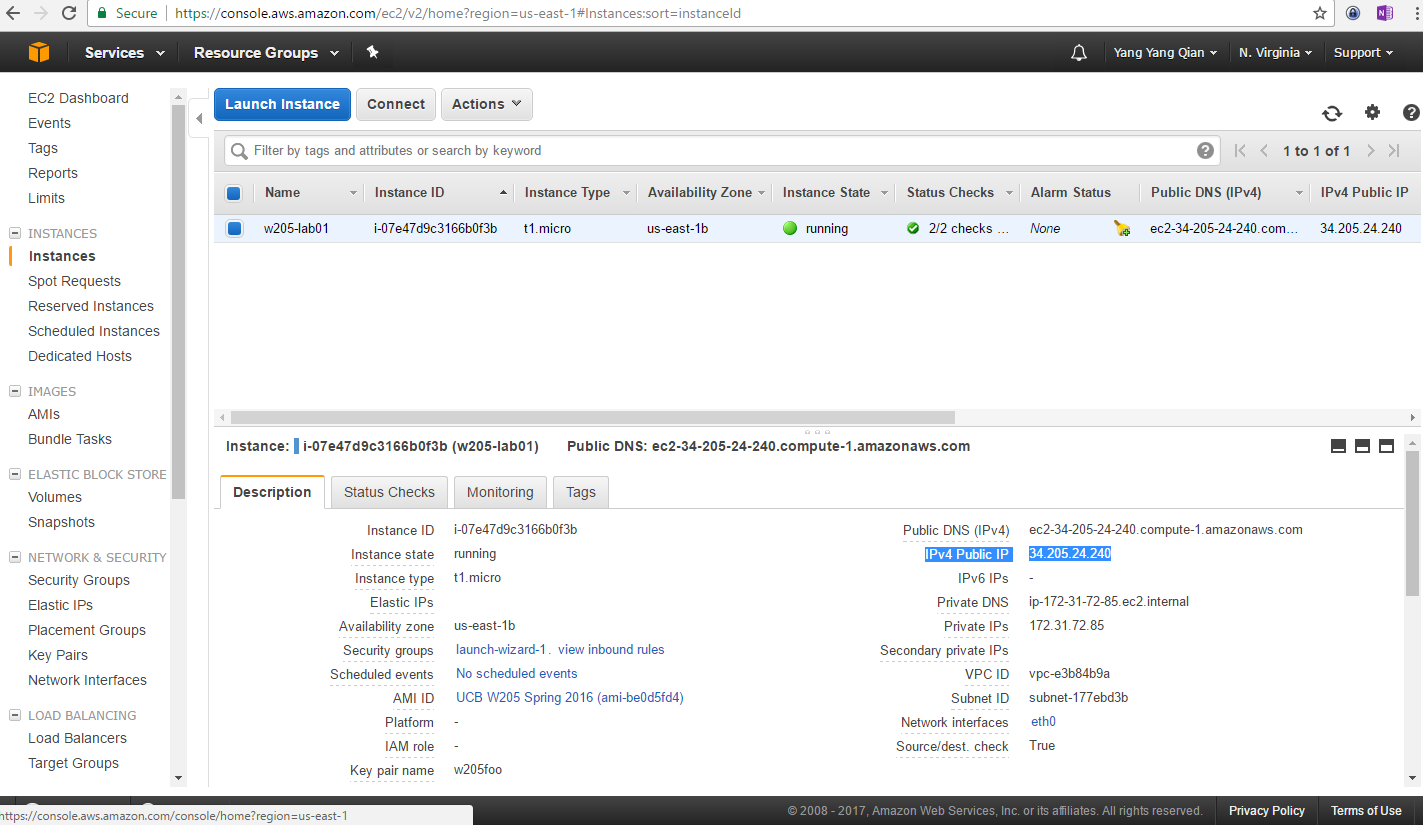 Secure https://console.aws.amazon.com/ec2/v2/home?region=us-east-1#Instances:sort=instanceId
Services Resource Groups Yang Yang Qian N. Virginia Support
EC2 Dashboard
Events
Tags
Reports
Limits
INSTANCES
Instances
Spot Requests
Reserved Instances
Scheduled Instances
Dedicated Hosts
IMAGES
AMIs
Bundle Tasks
ELASTIC BLOCK STORE
Volumes
Snapshots
NETWORK & SECURITY
Security Groups
Elastic IPs
Placement Groups
Key Pairs
Network Interfaces
LOAD BALANCING
Load Balancers
Target Groups
Launch Instance Connect Actions
Filter by tags and attributes or search by keyword 1 to 1 of 1
Name Instance ID Instance Type Availability Zone Instance State Status Checks Alarm Status Public DNS (IPv4) IPv4 Public IP
w205-lab01 i-07e47d9c3166b0f3b t1.micro us-east-1b running 2/2 checks ... None ec2-34-205-24-240.com... 34.205.24.240
Instance: i-07e47d9c3166b0f3b (w205-lab01) Public DNS: ec2-34-205-24-240.compute-1.amazonaws.com
Description Status Checks Monitoring Tags
Instance ID i-07e47d9c3166b0f3b Public DNS (IPv4) ec2-34-205-24-240.compute-1.amazonaws.com
Instance state running IPv4 Public IP 34.205.24.240
Instance type t1.micro IPv6 IPs -
Elastic IPs Private DNS ip-172-31-72-85.ec2.internal
Availability zone us-east-1b Private IPs 172.31.72.85
Security groups launch-wizard-1. view inbound rules Secondary private IPs
Scheduled events No scheduled events VPC ID vpc-e3b84b9a
AMI ID UCB W205 Spring 2016 (ami-be0d5fd4) Subnet ID subnet-177ebd3b
Platform - Network interfaces eth0
IAM role - Source/dest. check True
Key pair name w205foo
https://console.aws.amazon.com/console/home?region=us-east-1 © 2008 - 2017, Amazon Web Services, Inc. or its affiliates. All rights reserved. Privacy Policy Terms of Use